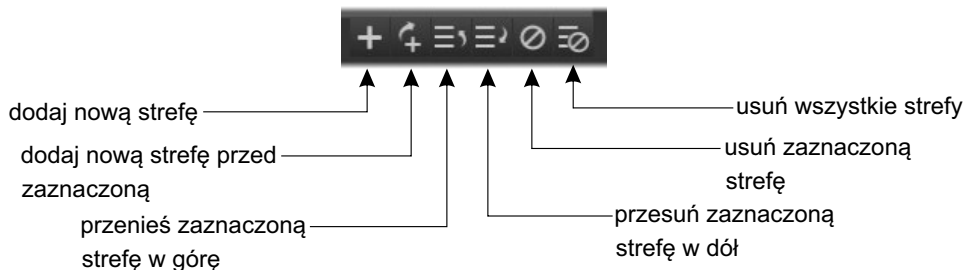 dodaj nową strefę
usuń wszystkie strefy
dodaj nową strefę przed
zaznaczoną
usuń zaznaczoną
strefę
przenieś zaznaczoną
strefę w górę
przesuń zaznaczoną
strefę w dół